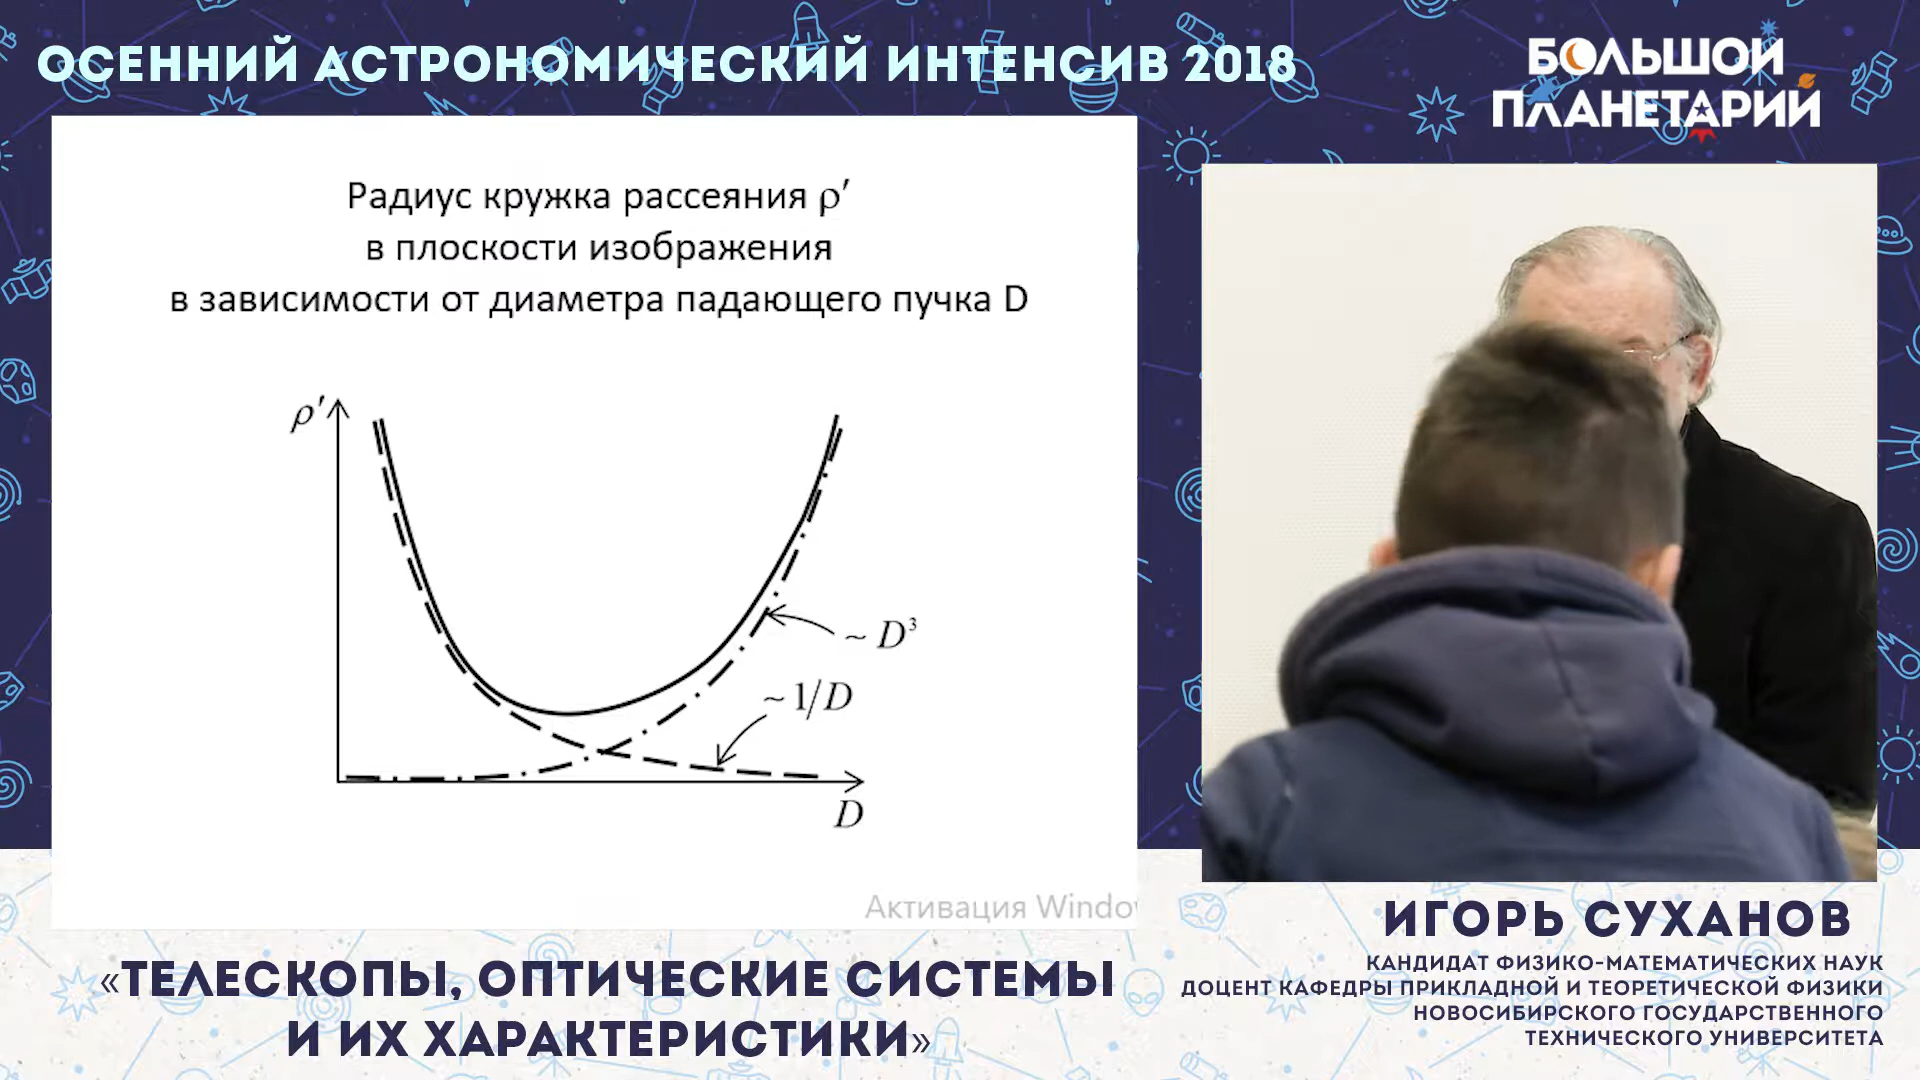 ОСЕННИЙ АСТРОНОМИЧЕСКИЙ ИНТЕНСИВ 2018
БОЛЬШОЙ
ПЛАНЕТАРИЙ
Радиус кружка рассеяния ρ′
в плоскости изображения
в зависимости от диаметра падающего пучка D
ρ′
~ D³
~ 1/D
D
Активация Windo
«ТЕЛЕСКОПЫ, ОПТИЧЕСКИЕ СИСТЕМЫ
И ИХ ХАРАКТЕРИСТИКИ»
ИГОРЬ СУХАНОВ
КАНДИДАТ ФИЗИКО-МАТЕМАТИЧЕСКИХ НАУК
ДОЦЕНТ КАФЕДРЫ ПРИКЛАДНОЙ И ТЕОРЕТИЧЕСКОЙ ФИЗИКИ
НОВОСИБИРСКОГО ГОСУДАРСТВЕННОГО
ТЕХНИЧЕСКОГО УНИВЕРСИТЕТА